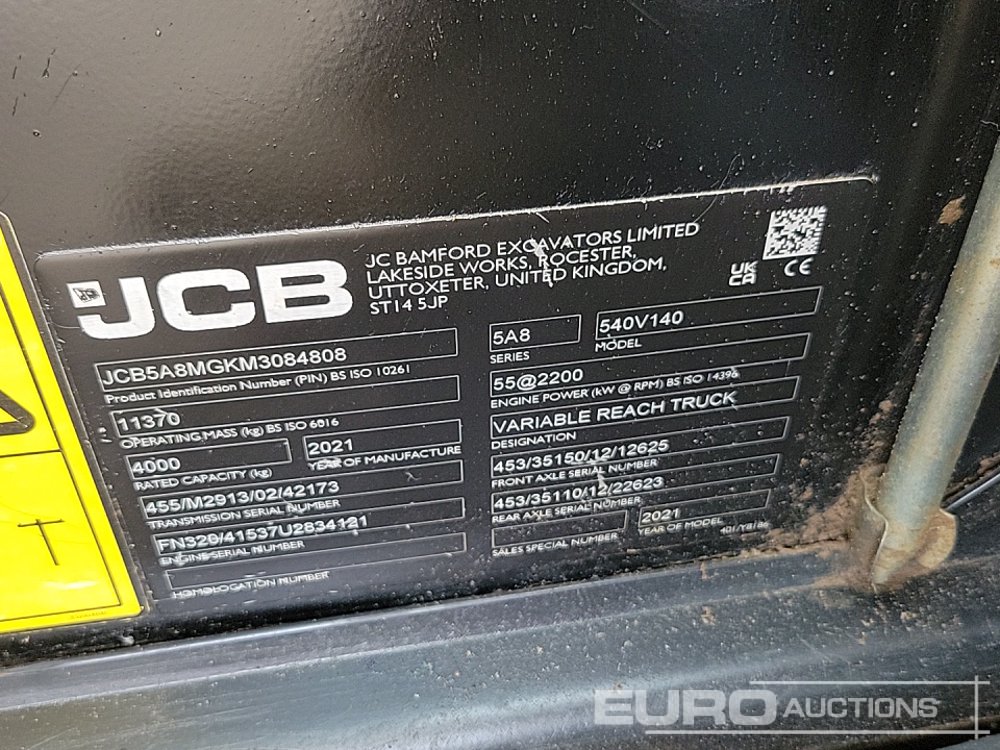 JCB
JC BAMFORD EXCAVATORS LIMITED
LAKESIDE WORKS, ROCESTER,
UTTOXETER, UNITED KINGDOM,
ST14 5JP
UK
CA
CE
JCB5A8MGKM3084808
Product Identification Number (PIN) BS ISO 10261
11370
OPERATING MASS (kg) BS ISO 6016
4000
RATED CAPACITY (kg)
2021
YEAR OF MANUFACTURE
455/M2913/02/42173
TRANSMISSION SERIAL NUMBER
FN320/41537U2834121
ENGINE SERIAL NUMBER
HOMOLOGATION NUMBER
5A8
SERIES
540V140
MODEL
55@2200
ENGINE POWER (kW @ RPM) BS ISO 14396
VARIABLE REACH TRUCK
DESIGNATION
453/35150/12/12625
FRONT AXLE SERIAL NUMBER
453/35110/12/22623
REAR AXLE SERIAL NUMBER
SALES SPECIAL NUMBER
2021
YEAR OF MODEL
EURO AUCTIONS